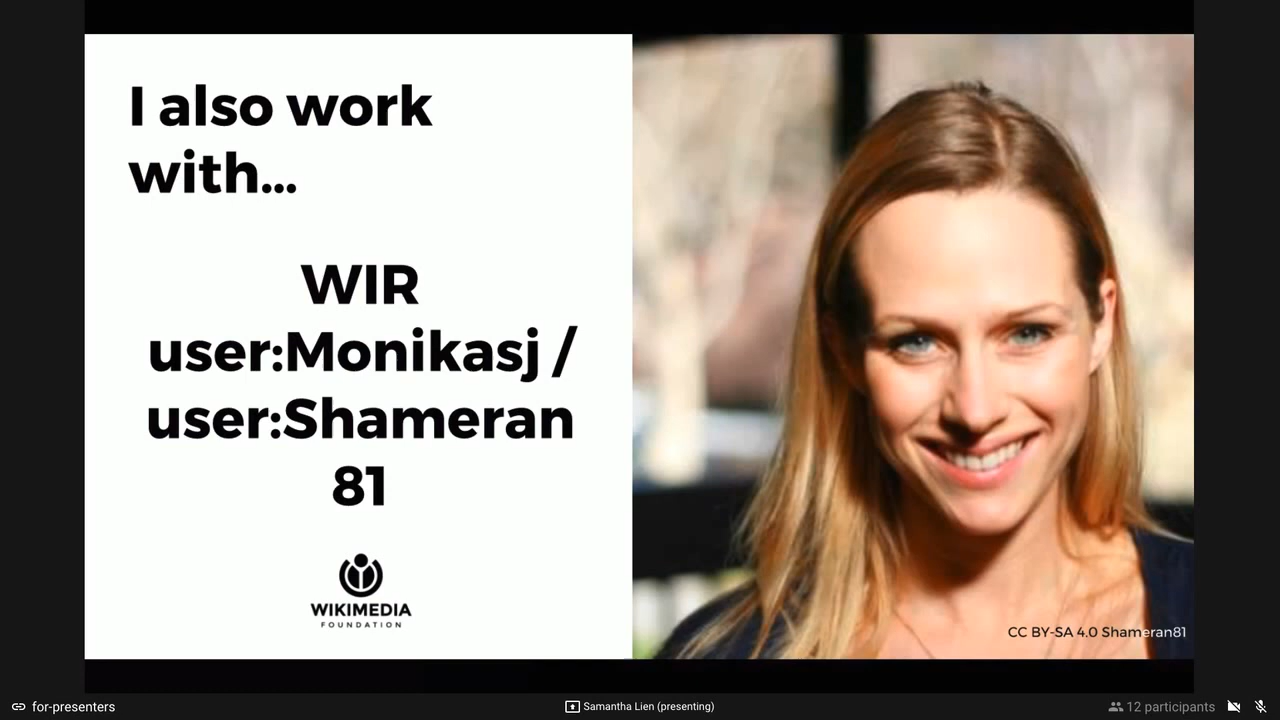 I also work
with...
WIR
user:Monikasj /
user:Shameran
81
WIKIMEDIA
FOUNDATION
CC BY-SA 4.0 Shameran81
for-presenters
Samantha Lien (presenting)
12 participants